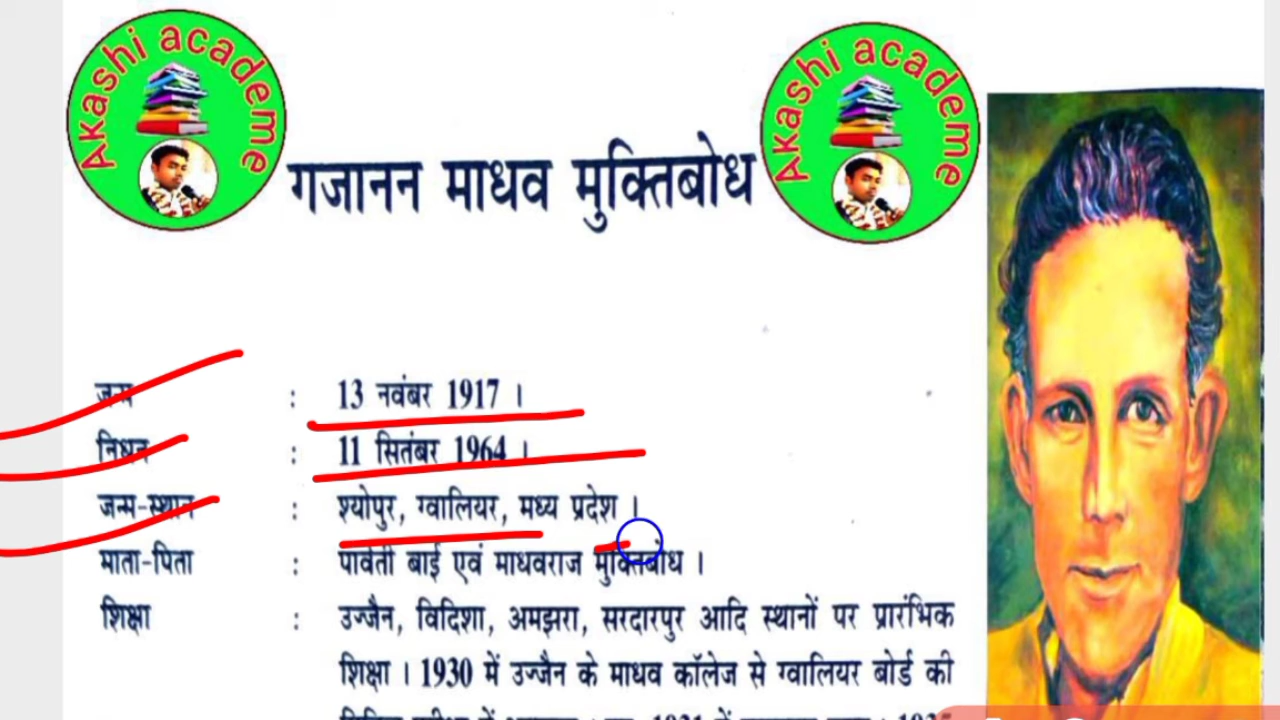 Akashi academe
Akashi academe
गजानन माधव मुक्तिबोध
जन्म : 13 नवंबर 1917 ।
निधन : 11 सितंबर 1964 ।
जन्म-स्थान : श्योपुर, ग्वालियर, मध्य प्रदेश ।
माता-पिता : पार्वती बाई एवं माधवराज मुक्तिबोध ।
शिक्षा : उज्जैन, विदिशा, अमझरा, सरदारपुर आदि स्थानों पर प्रारंभिक
शिक्षा । 1930 में उज्जैन के माधव कॉलेज से ग्वालियर बोर्ड की